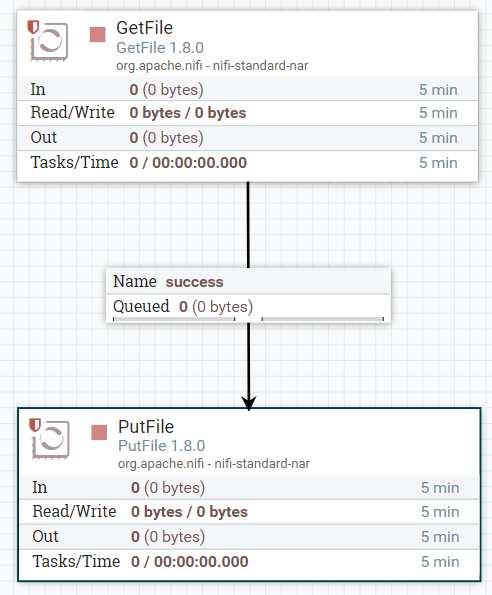 GetFile
GetFile 1.8.0
org.apache.nifi - nifi-standard-nar
In 0 (0 bytes) 5 min
Read/Write 0 bytes / 0 bytes 5 min
Out 0 (0 bytes) 5 min
Tasks/Time 0 / 00:00:00.000 5 min
Name success
Queued 0 (0 bytes)
PutFile
PutFile 1.8.0
org.apache.nifi - nifi-standard-nar
In 0 (0 bytes) 5 min
Read/Write 0 bytes / 0 bytes 5 min
Out 0 (0 bytes) 5 min
Tasks/Time 0 / 00:00:00.000 5 min